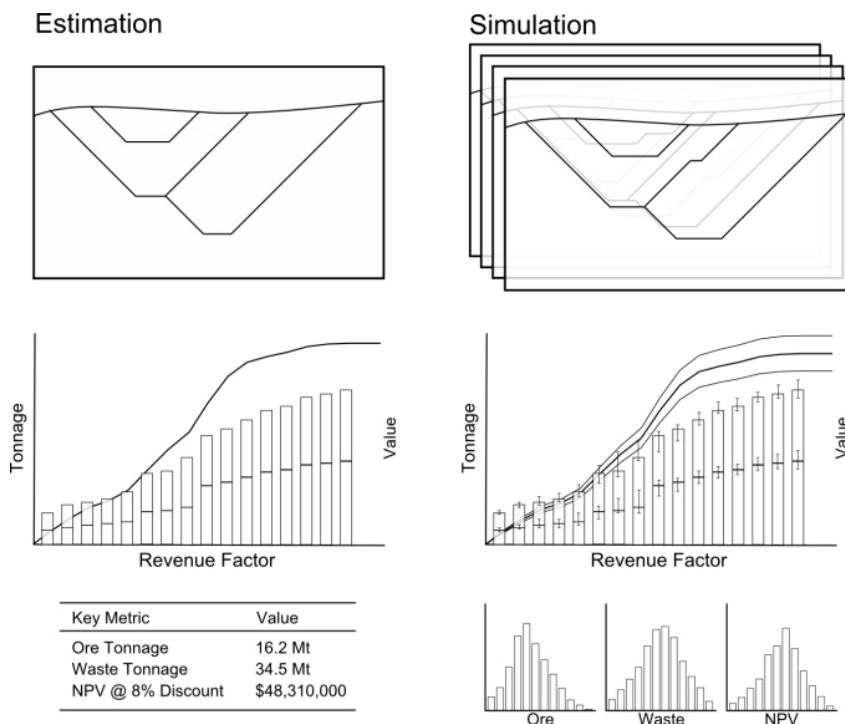 Estimation
Simulation
Tonnage
Value
Revenue Factor
Tonnage
Value
Revenue Factor
Key Metric Value
Ore Tonnage 16.2 Mt
Waste Tonnage 34.5 Mt
NPV @ 8% Discount $48,310,000
Ore
Waste
NPV